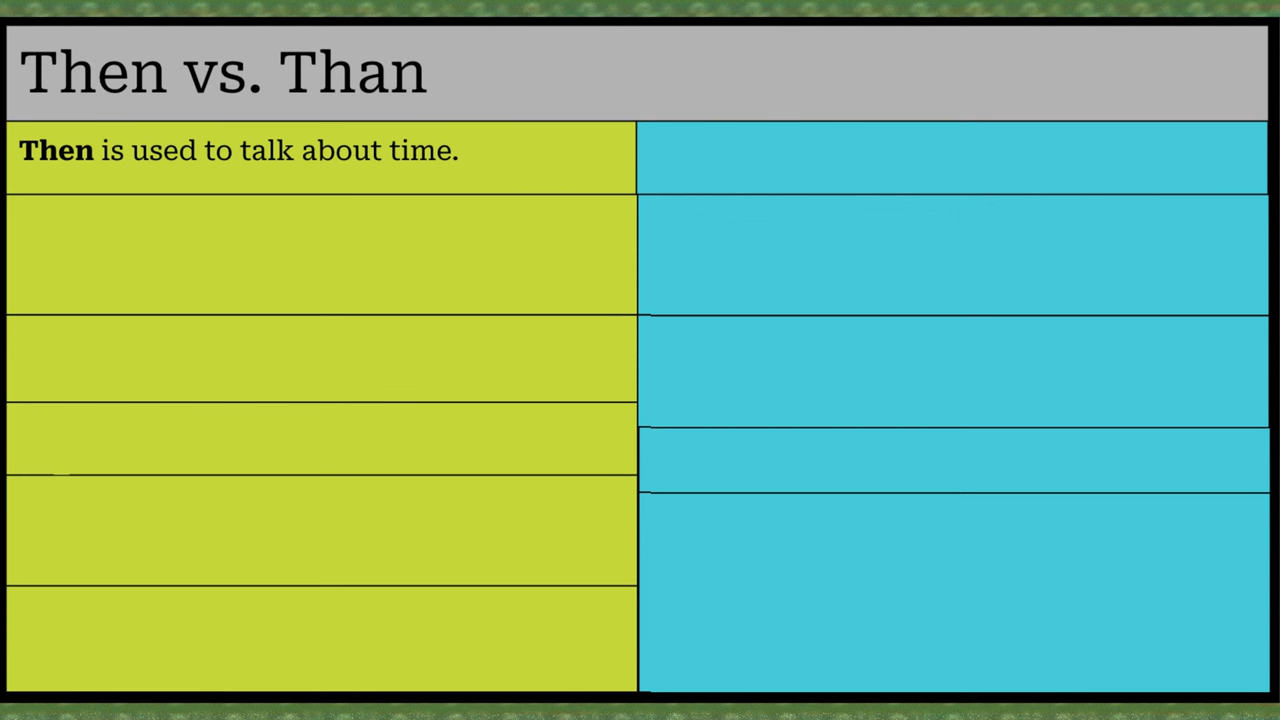 Then vs. Than
Then is used to talk about time.